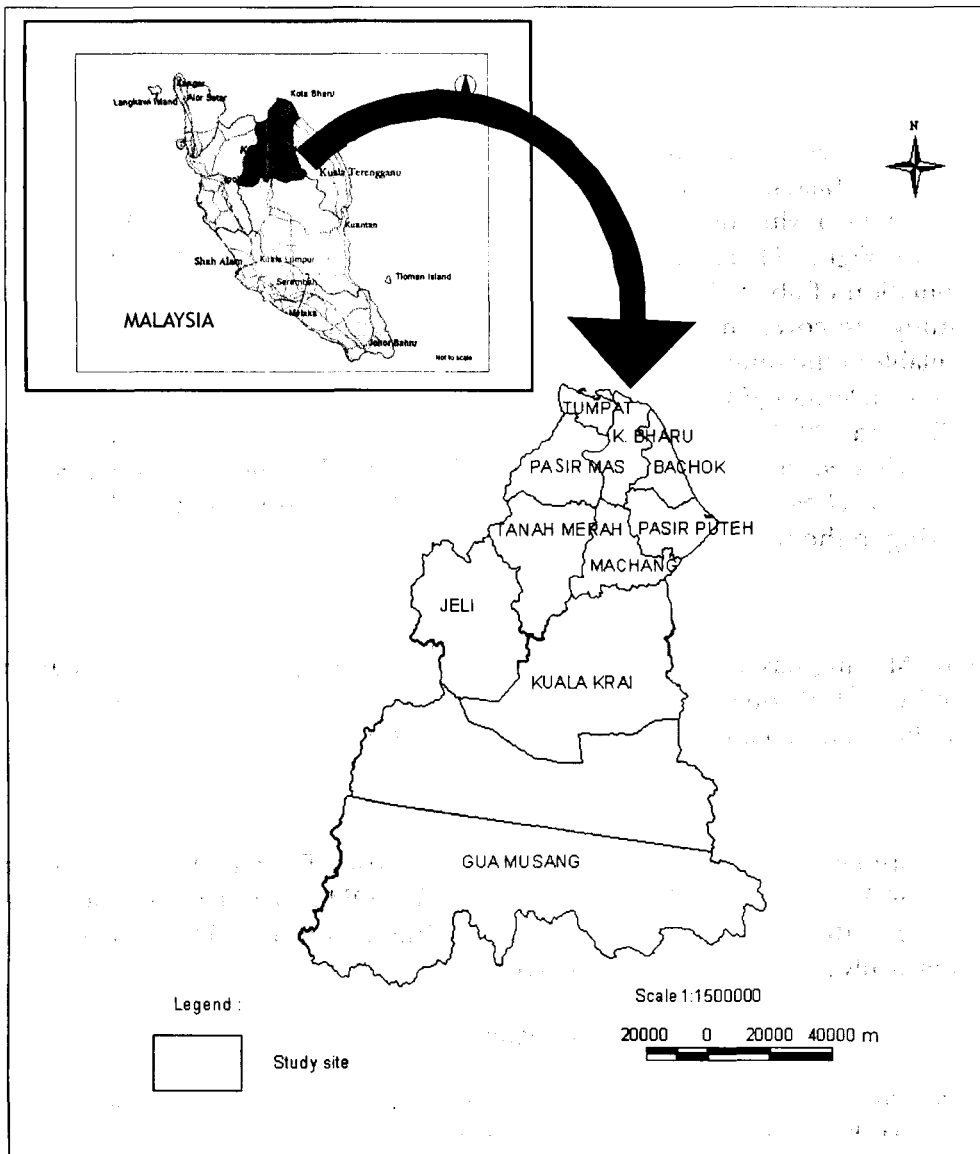 Kota Bharu
Langkawi Island
Alor Setar
Kuala Terengganu
Kuantan
Shah Alam
Kuala Lumpur
Seremban
Tioman Island
Melaka
MALAYSIA
Johor Bahru
Not to scale
N
TUMPAT
K. BHARU
PASIR MAS
BACHOK
TANAH MERAH
PASIR PUTEH
MACHANG
JELI
KUALA KRAI
GUA MUSANG
Legend :
Study site
Scale 1:1500000
20000 0 20000 40000 m